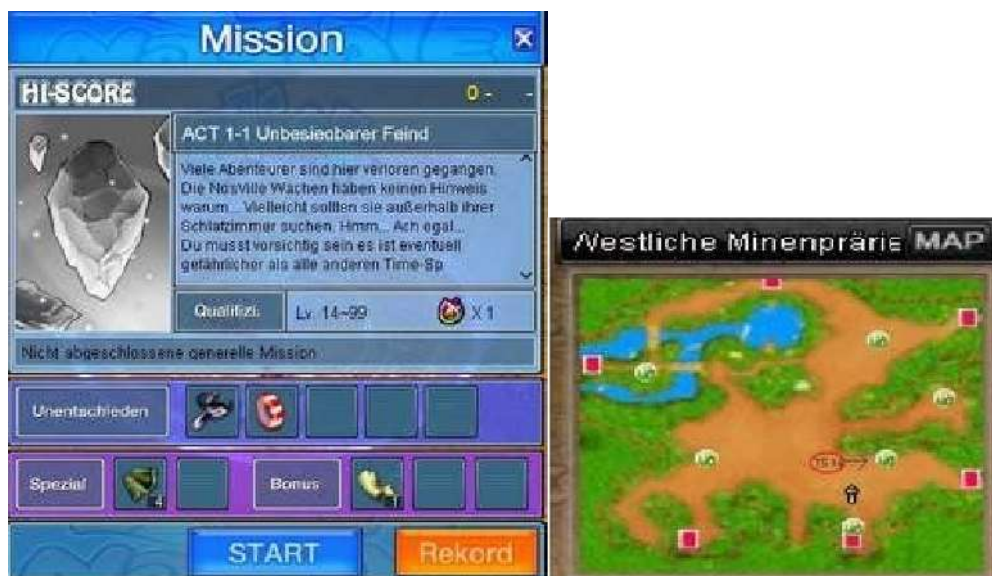 Mission
HI-SCORE 0 - -
ACT 1-1 Unbesiegbarer Feind
Viele Abenteurer sind hier verloren gegangen.
Die NosVille Wachen haben keinen Hinweis
warum... Vielleicht sollten sie außerhalb ihrer
Schlafzimmer suchen. Hmm... Ach egal...
Du musst vorsichtig sein es ist eventuell
gefährlicher als alle anderen Time-Sp
Qualifizi. Lv. 14~99 X 1
Nicht abgeschlossene generelle Mission
Unentschieden
Spezial 4 Bonus 1
START Rekord
Westliche Minenprärie MAP